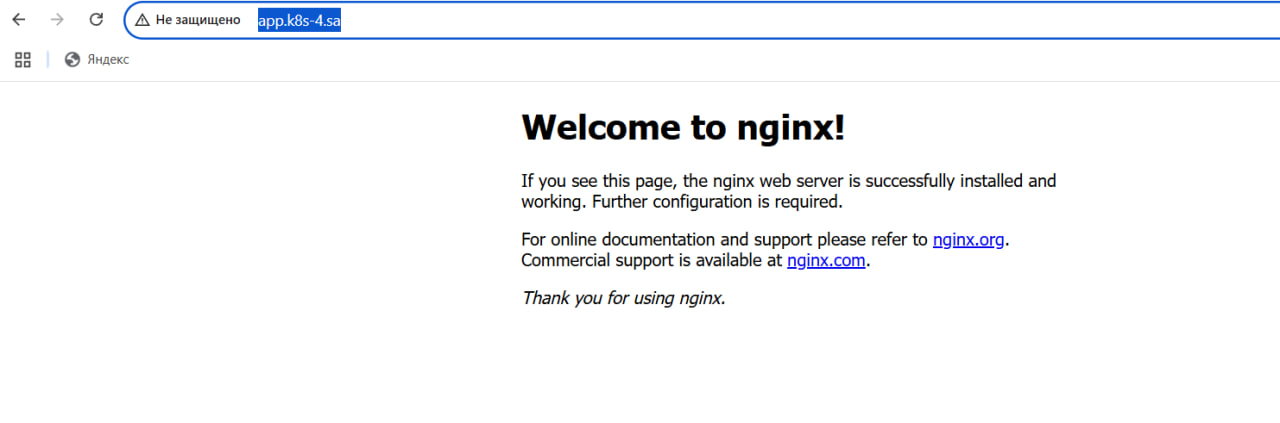 Не защищено app.k8s-4.sa
Яндекс
Welcome to nginx!
If you see this page, the nginx web server is successfully installed and
working. Further configuration is required.
For online documentation and support please refer to nginx.org.
Commercial support is available at nginx.com.
Thank you for using nginx.